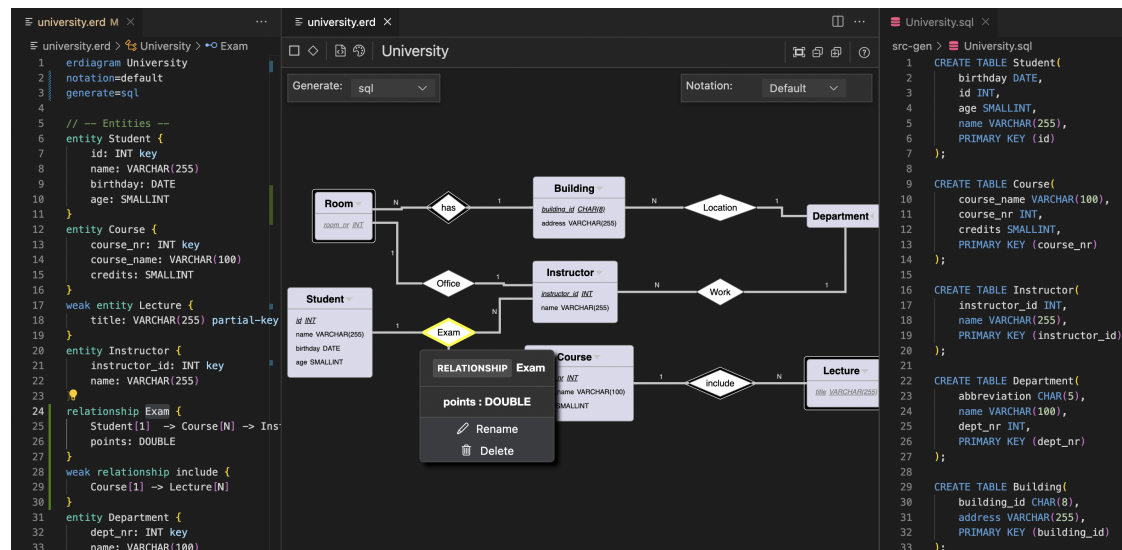 university.erd M
university.erd
University.sql
university.erd > University > Exam
University
src-gen > University.sql
1 erdiagram University
2 notation=default
3 generate=sql
4
5 // –– Entities ––
6 entity Student {
7 id: INT key
8 name: VARCHAR(255)
9 birthday: DATE
10 age: SMALLINT
11 }
12 entity Course {
13 course_nr: INT key
14 course_name: VARCHAR(100)
15 credits: SMALLINT
16 }
17 weak entity Lecture {
18 title: VARCHAR(255) partial-key
19 }
20 entity Instructor {
21 instructor_id: INT key
22 name: VARCHAR(255)
23
24 relationship Exam {
25 Student[1] -> Course[N] -> Ins
26 points: DOUBLE
27 }
28 weak relationship include {
29 Course[1] -> Lecture[N]
30 }
31 entity Department {
32 dept_nr: INT key
33 name: VARCHAR(100)
Generate: sql
Notation: Default
Room
room_nr INT
N
has
1
Building
building_id CHAR(8)
address VARCHAR(255)
N
Location
1
Department
1
Office
1
Instructor
instructor_id INT
name VARCHAR(255)
N
Work
1
Student
id INT
name VARCHAR(255)
birthday DATE
age SMALLINT
1
Exam
N
Course
nr INT
name VARCHAR(100)
SMALLINT
1
include
N
Lecture
title VARCHAR(255)
RELATIONSHIP Exam
points : DOUBLE
Rename
Delete
1 CREATE TABLE Student(
2 birthday DATE,
3 id INT,
4 age SMALLINT,
5 name VARCHAR(255),
6 PRIMARY KEY (id)
7 );
8
9 CREATE TABLE Course(
10 course_name VARCHAR(100),
11 course_nr INT,
12 credits SMALLINT,
13 PRIMARY KEY (course_nr)
14 );
15
16 CREATE TABLE Instructor(
17 instructor_id INT,
18 name VARCHAR(255),
19 PRIMARY KEY (instructor_id)
20 );
21
22 CREATE TABLE Department(
23 abbreviation CHAR(5),
24 name VARCHAR(100),
25 dept_nr INT,
26 PRIMARY KEY (dept_nr)
27 );
28
29 CREATE TABLE Building(
30 building_id CHAR(8),
31 address VARCHAR(255),
32 PRIMARY KEY (building_id)
33 );